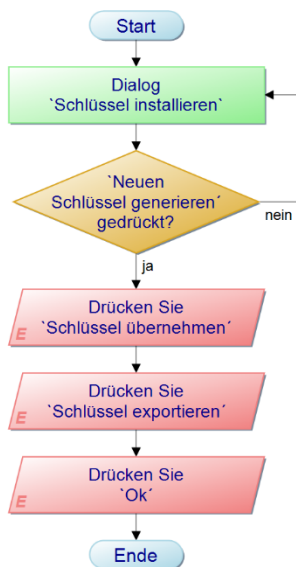 Start
Dialog
`Schlüssel installieren´
`Neuen
Schlüssel generieren´
gedrückt?
nein
ja
Drücken Sie
`Schlüssel übernehmen´
E
Drücken Sie
`Schlüssel exportieren´
E
Drücken Sie
`Ok´
E
Ende